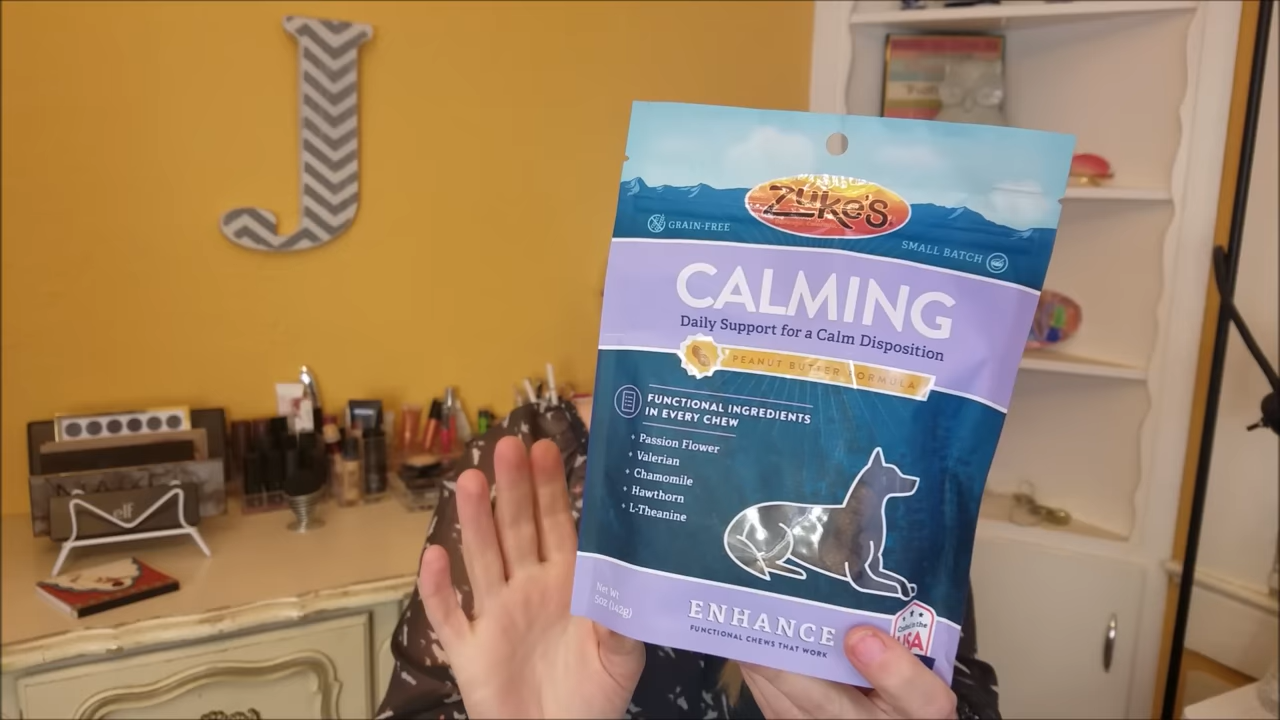 J
ZUKE'S
GRAIN-FREE
SMALL BATCH
CALMING
Daily Support for a Calm Disposition
PEANUT BUTTER FORMULA
FUNCTIONAL INGREDIENTS
IN EVERY CHEW
Passion Flower
Valerian
Chamomile
Hawthorn
L-Theanine
Net Wt
5oz (142g)
ENHANCE
FUNCTIONAL CHEWS THAT WORK
USA
elf